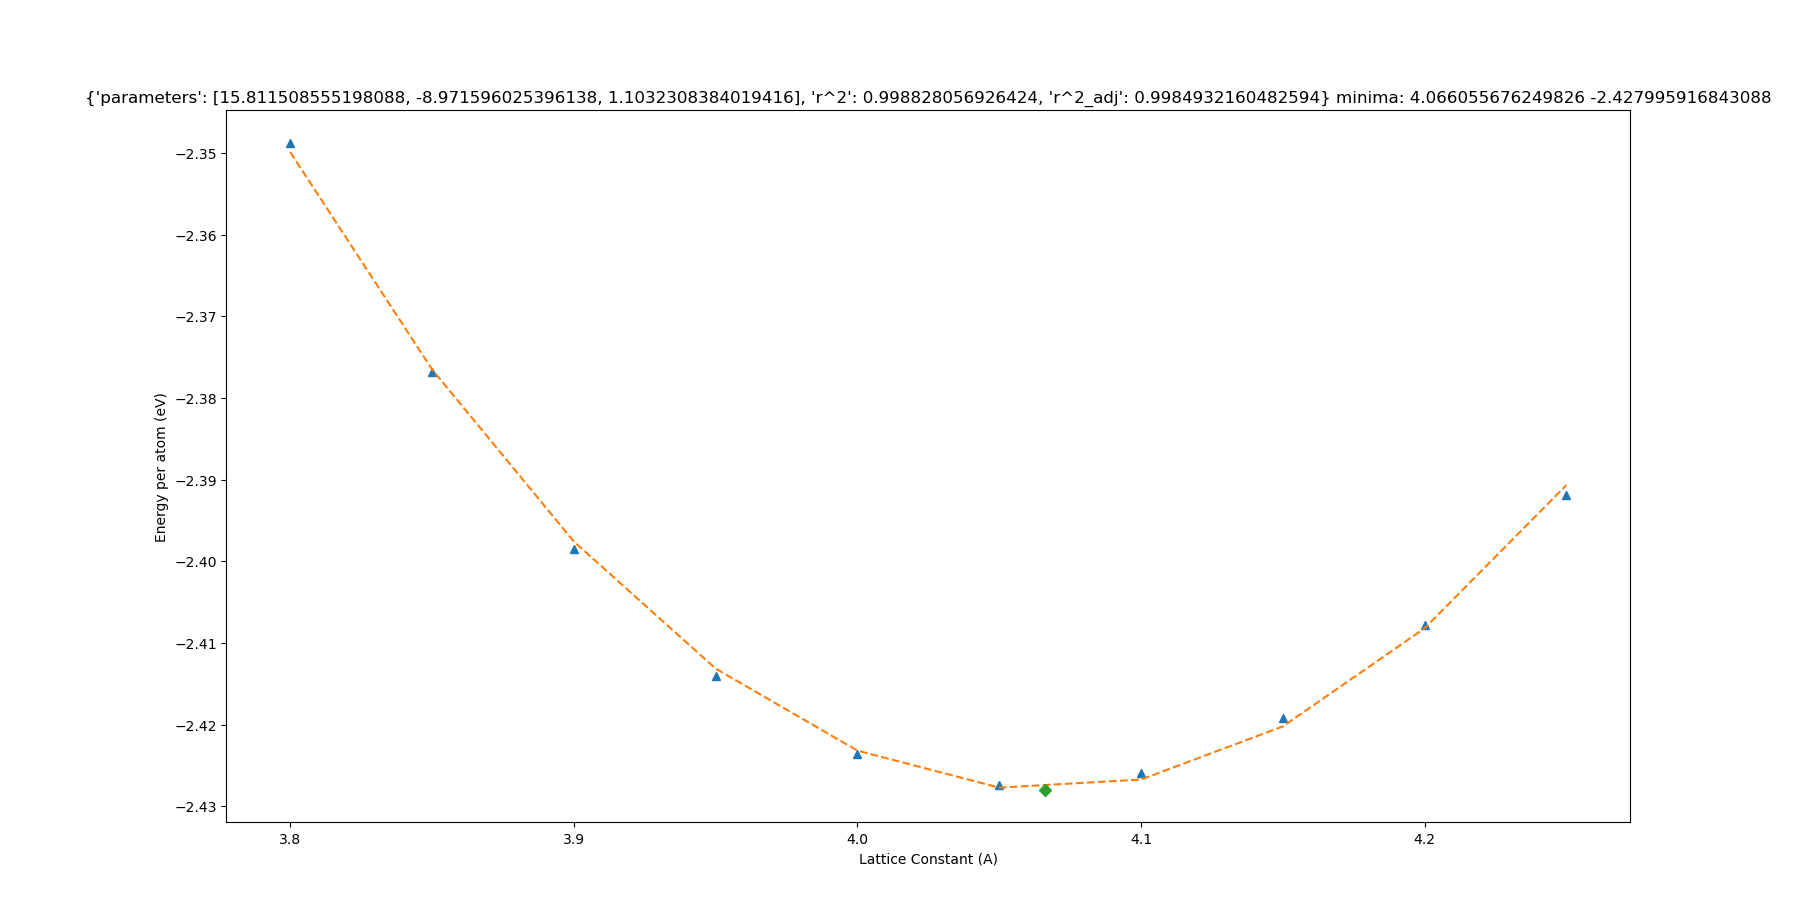 {'parameters': [15.811508555198088, -8.971596025396138, 1.1032308384019416], 'r^2': 0.998828056926424, 'r^2_adj': 0.9984932160482594} minima: 4.066055676249826 -2.427995916843088
−2.35
−2.36
−2.37
−2.38
−2.39
−2.40
−2.41
−2.42
−2.43
Energy per atom (eV)
3.8 3.9 4.0 4.1 4.2
Lattice Constant (A)